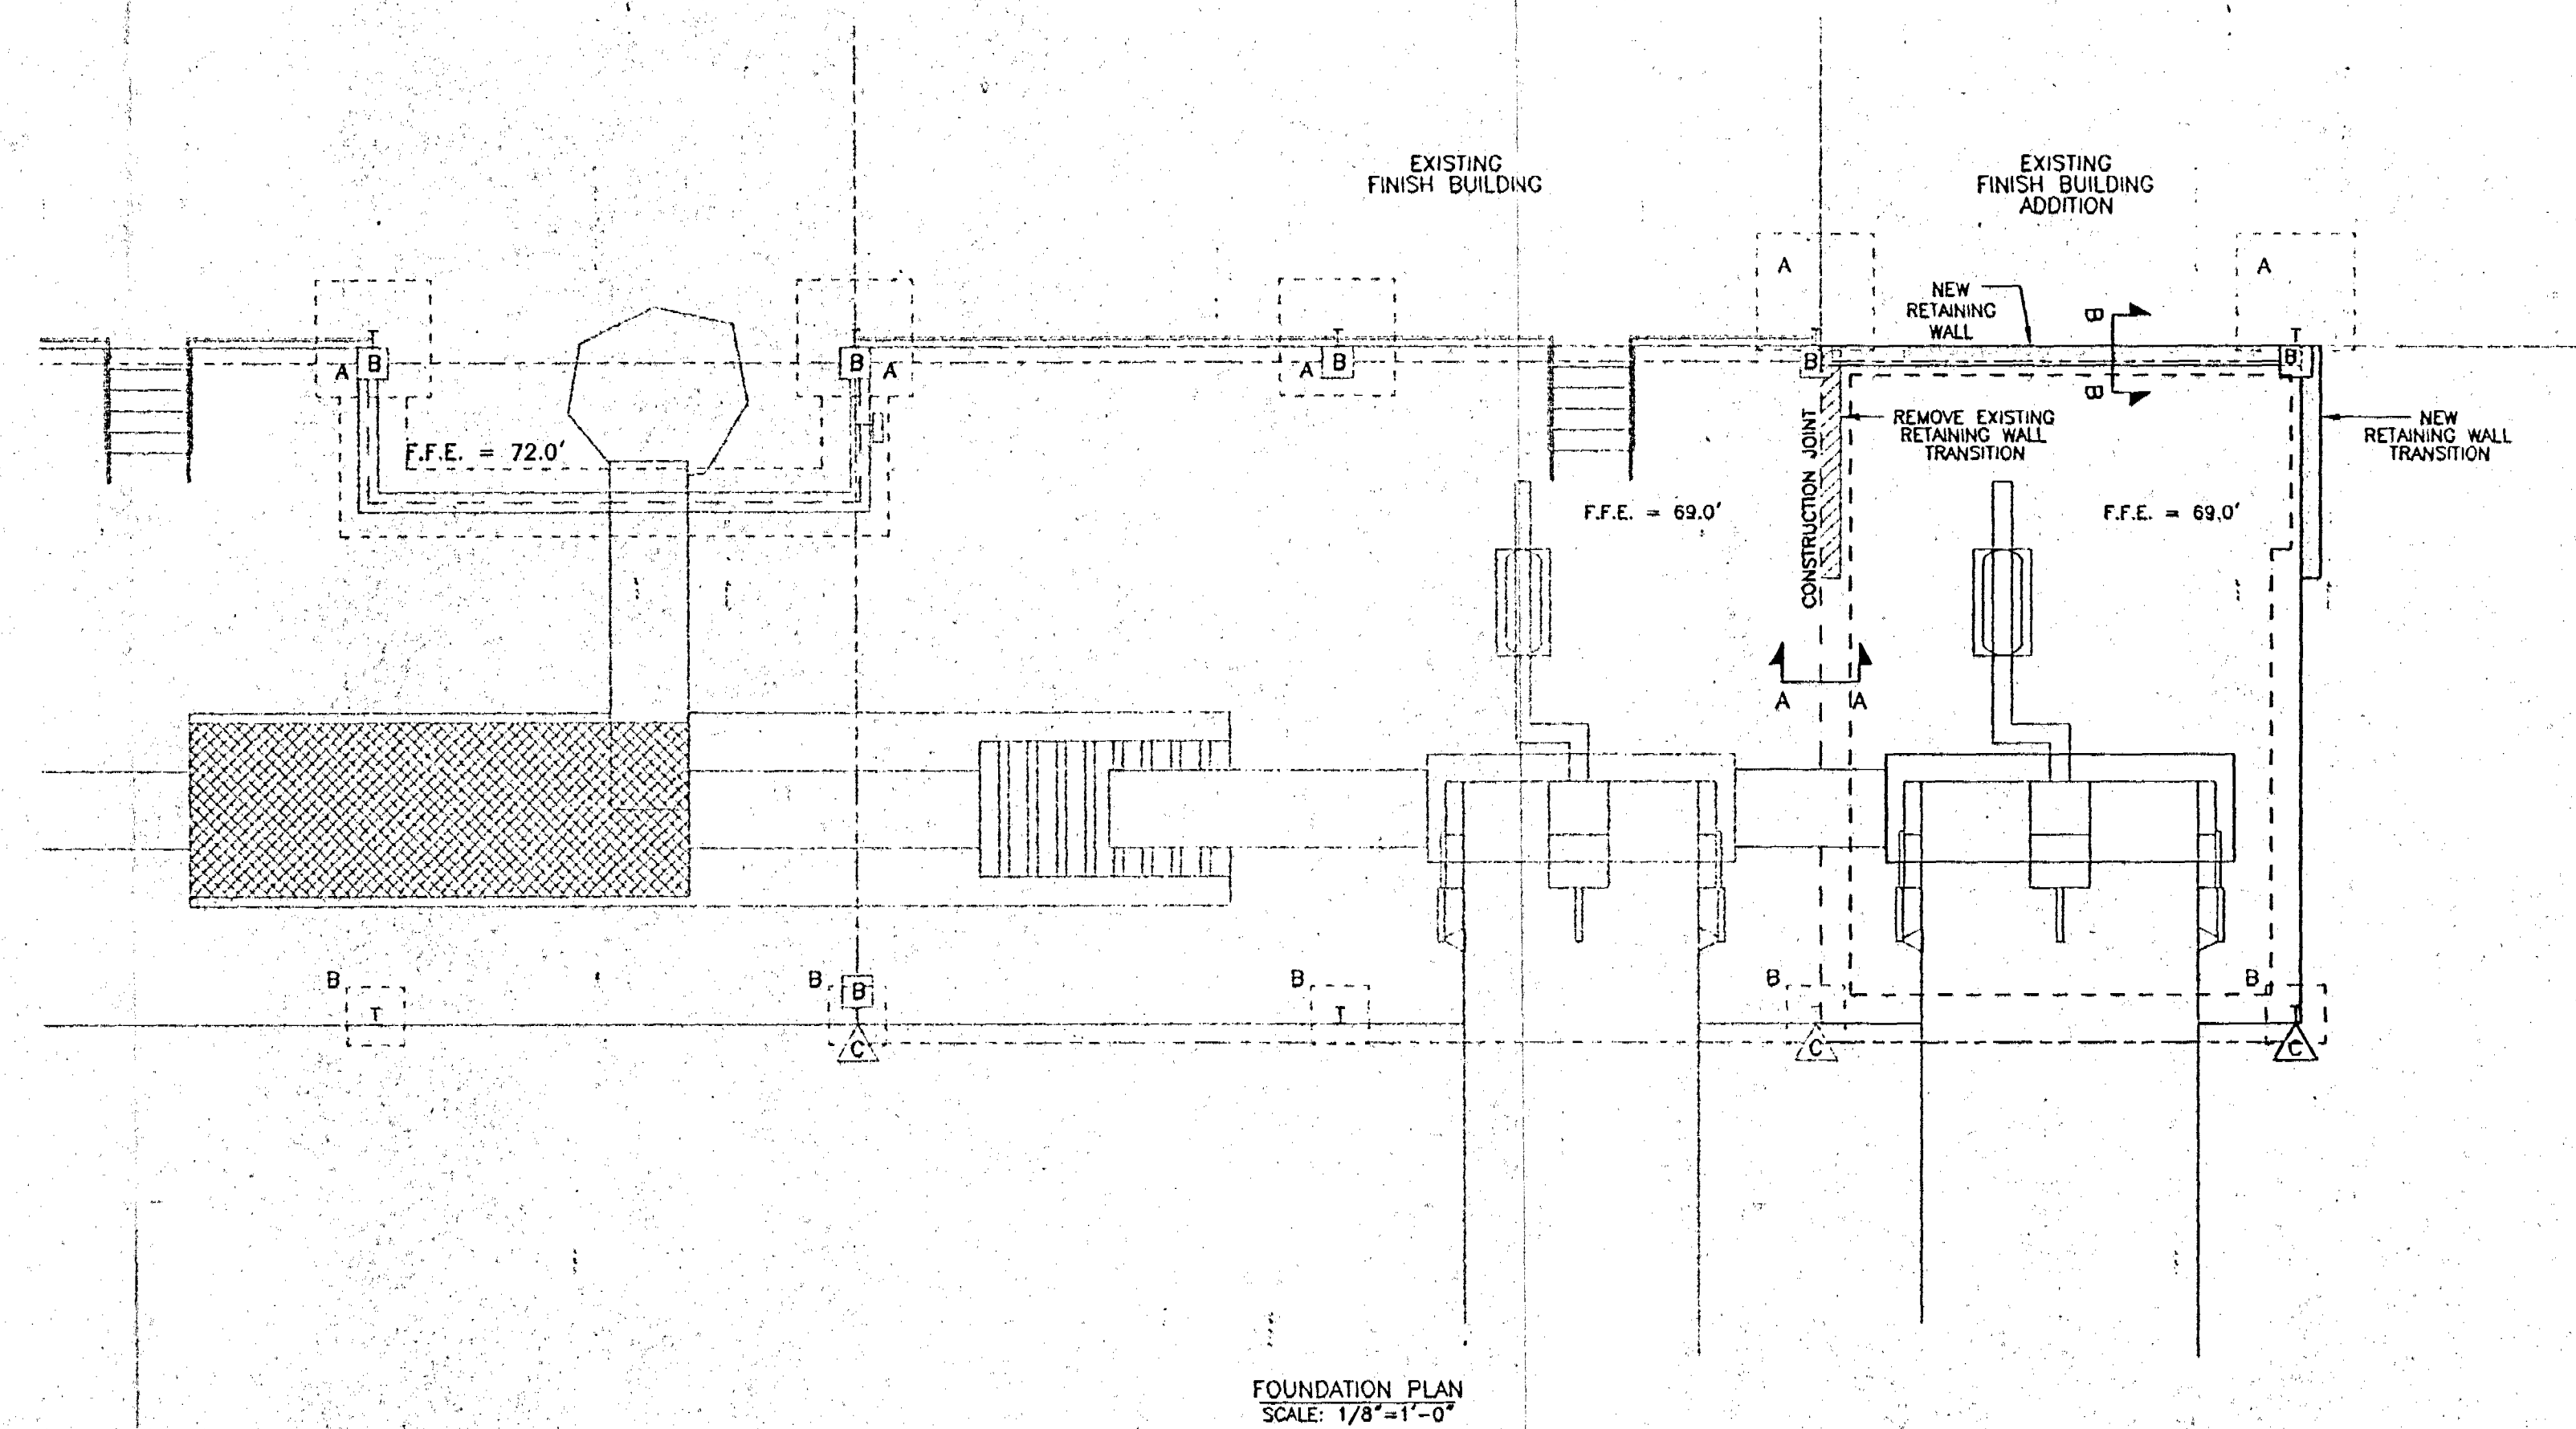 EXISTING
FINISH BUILDING
EXISTING
FINISH BUILDING
ADDITION
A
A
NEW
RETAINING
WALL
B
T
T
T
T
T
B
A
B
A
A
B
B
B
B
F.F.E. = 72.0'
REMOVE EXISTING
RETAINING WALL
TRANSITION
NEW
RETAINING WALL
TRANSITION
CONSTRUCTION JOINT
F.F.E. = 69.0'
F.F.E. = 69.0'
A
A
B
B
B
B
B
B
T
T
T
T
C
C
C
FOUNDATION PLAN
SCALE: 1/8"=1'-0"